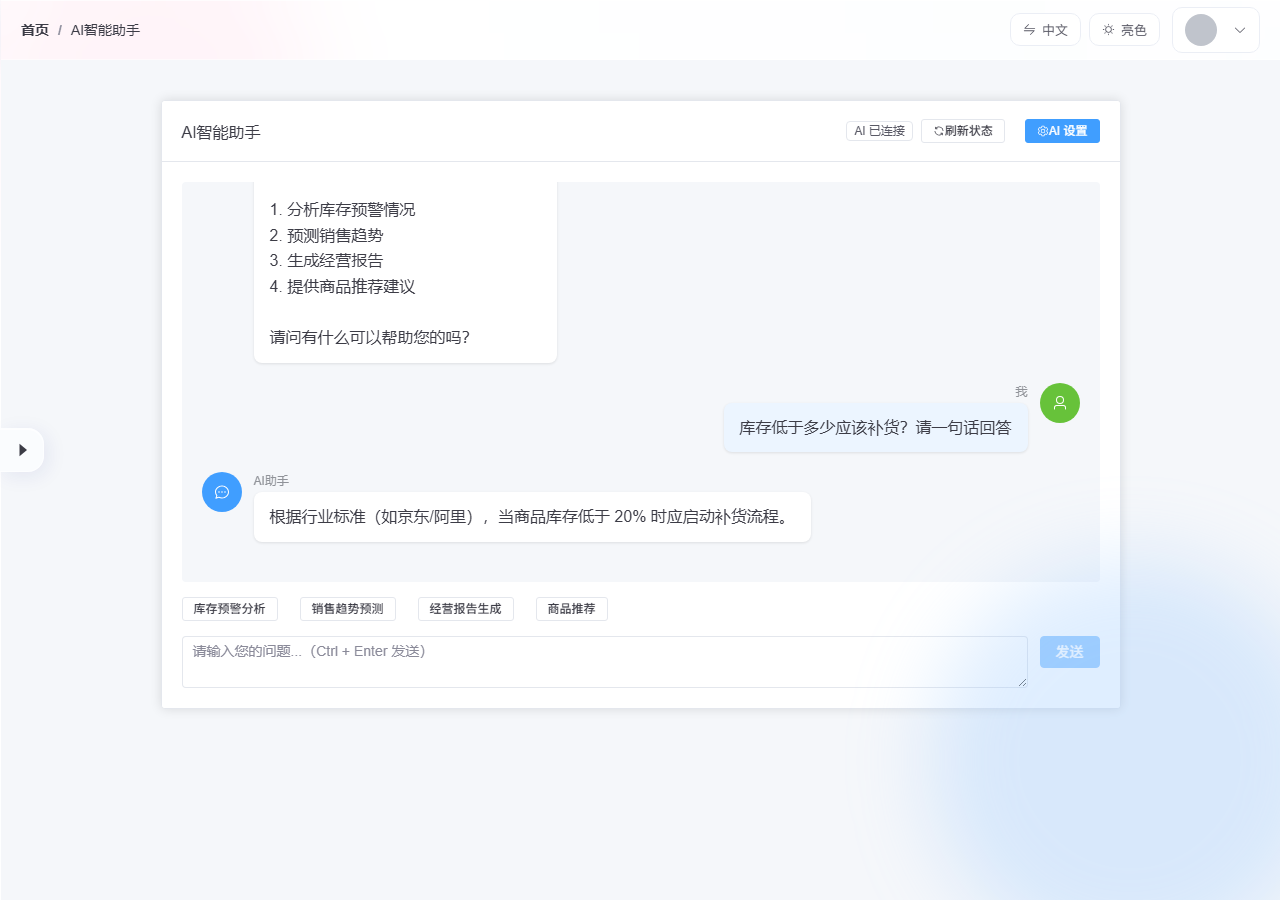 首页 / AI智能助手
中文
亮色
AI智能助手
AI 已连接
刷新状态
AI 设置
1. 分析库存预警情况
2. 预测销售趋势
3. 生成经营报告
4. 提供商品推荐建议
请问有什么可以帮助您的吗？
我
库存低于多少应该补货？请一句话回答
AI助手
根据行业标准（如京东/阿里），当商品库存低于 20% 时应启动补货流程。
库存预警分析
销售趋势预测
经营报告生成
商品推荐
请输入您的问题...（Ctrl + Enter 发送）
发送